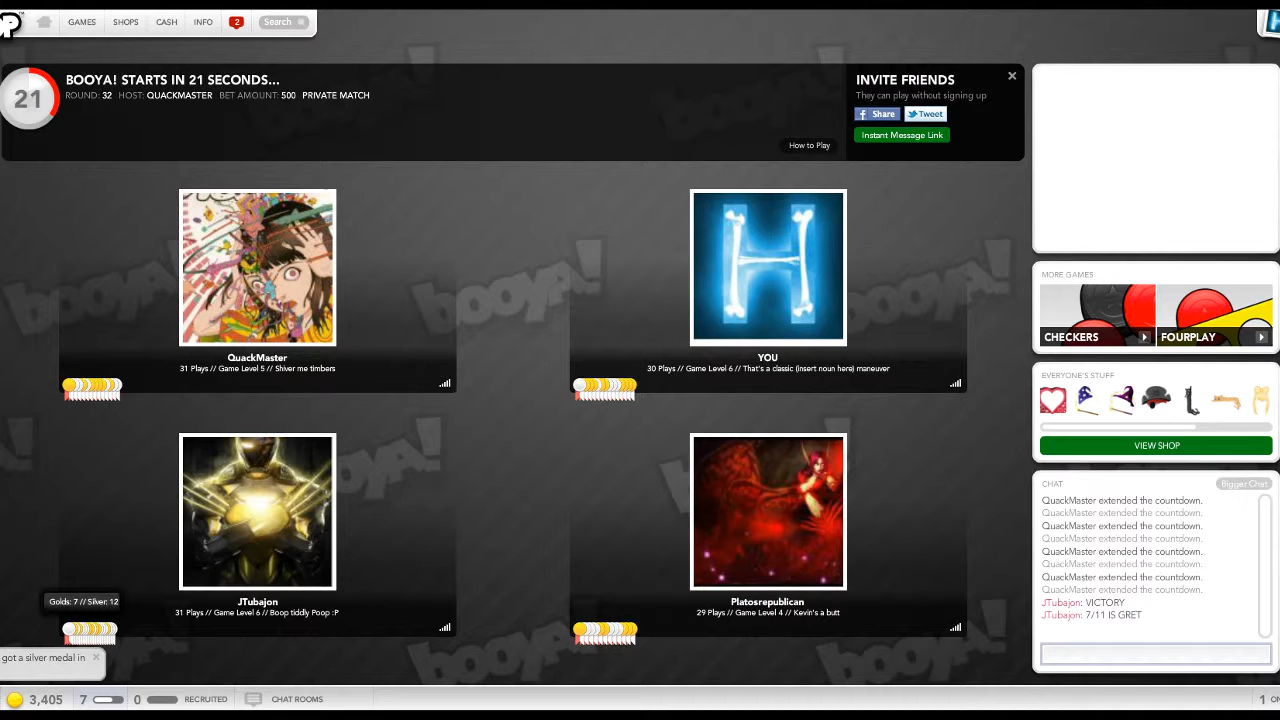 GAMES
SHOPS
CASH
INFO
2
Search
21
BOOYA! STARTS IN 21 SECONDS...
ROUND: 32 HOST: QUACKMASTER BET AMOUNT: 500 PRIVATE MATCH
How to Play
INVITE FRIENDS
They can play without signing up
f Share
Tweet
Instant Message Link
QuackMaster
31 Plays // Game Level 5 // Shiver me timbers
YOU
30 Plays // Game Level 6 // That's a classic (insert noun here) maneuver
JTubajon
31 Plays // Game Level 6 // Boop tiddly Poop :P
Golds: 7 // Silver: 12
Platosrepublican
29 Plays // Game Level 4 // Kevin's a butt
MORE GAMES
CHECKERS
FOURPLAY
EVERYONE'S STUFF
VIEW SHOP
CHAT
Bigger Chat
QuackMaster extended the countdown.
QuackMaster extended the countdown.
QuackMaster extended the countdown.
QuackMaster extended the countdown.
QuackMaster extended the countdown.
QuackMaster extended the countdown.
QuackMaster extended the countdown.
QuackMaster extended the countdown.
JTubajon: VICTORY
JTubajon: 7/11 IS GRET
got a silver medal in
3,405
7
0
RECRUITED
CHAT ROOMS
1 ON
booya!
booya!
booya!
booya!